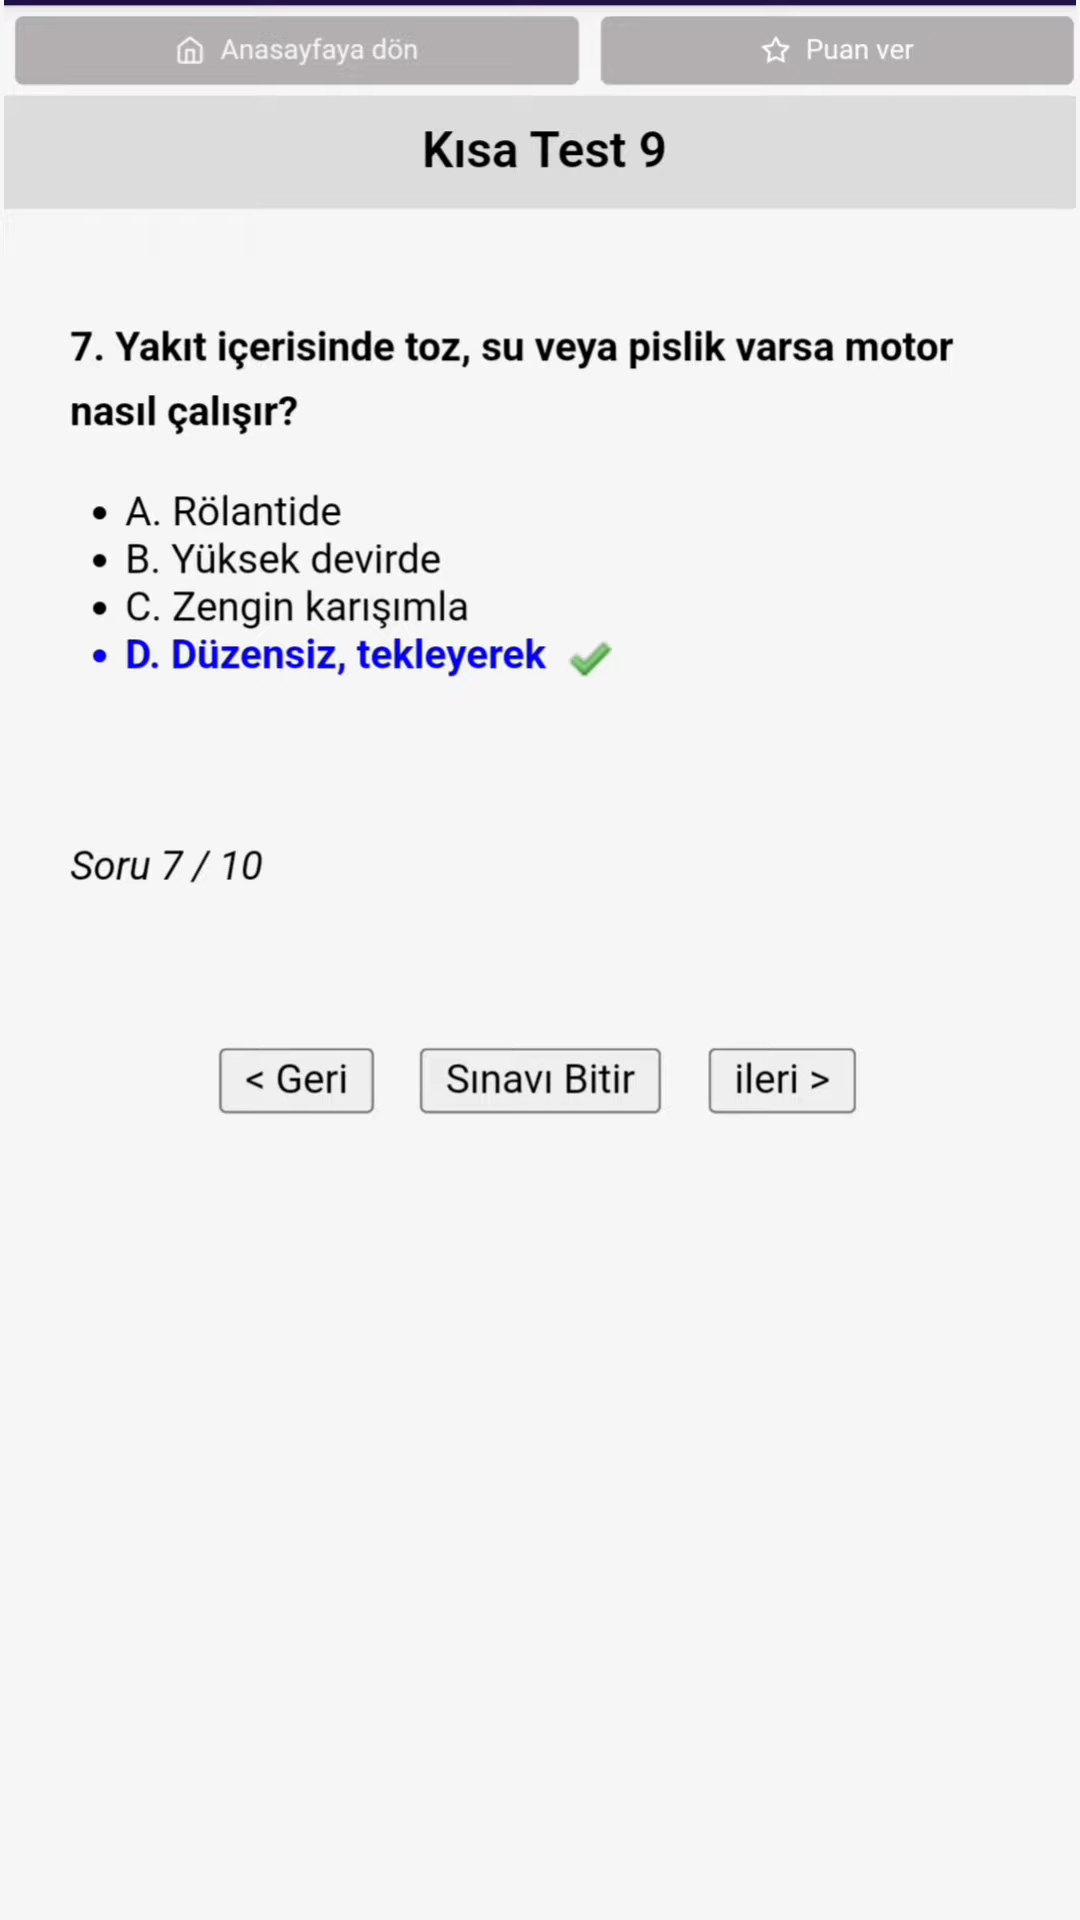 Anasayfaya dön
Puan ver
Kısa Test 9
7. Yakıt içerisinde toz, su veya pislik varsa motor
nasıl çalışır?
A. Rölantide
B. Yüksek devirde
C. Zengin karışımla
D. Düzensiz, tekleyerek
Soru 7 / 10
< Geri
Sınavı Bitir
ileri >